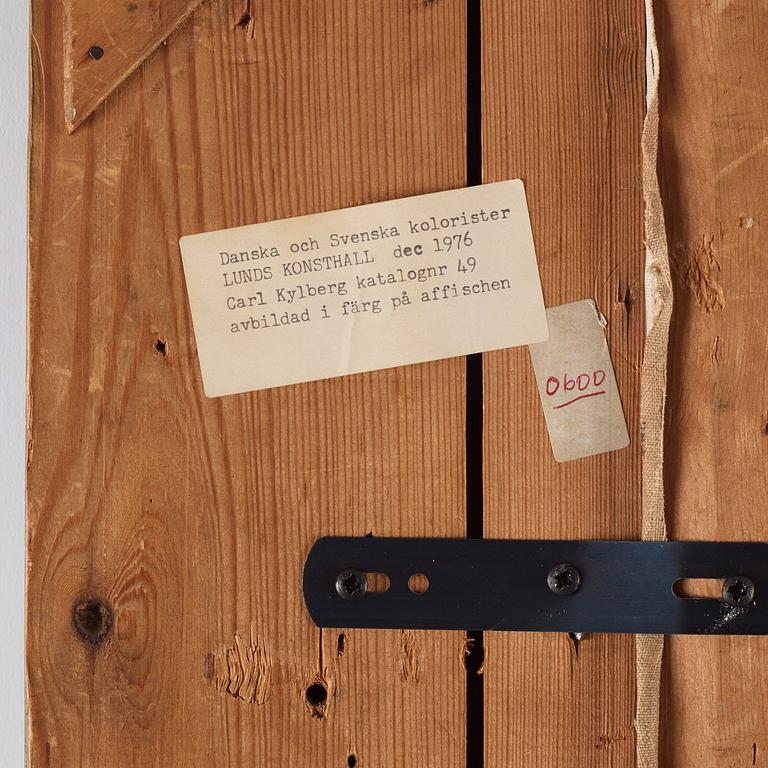 Danska och Svenska kolorister
LUNDS KONSTHALL dec 1976
Carl Kylberg katalognr 49
avbildad i färg på affischen
0600